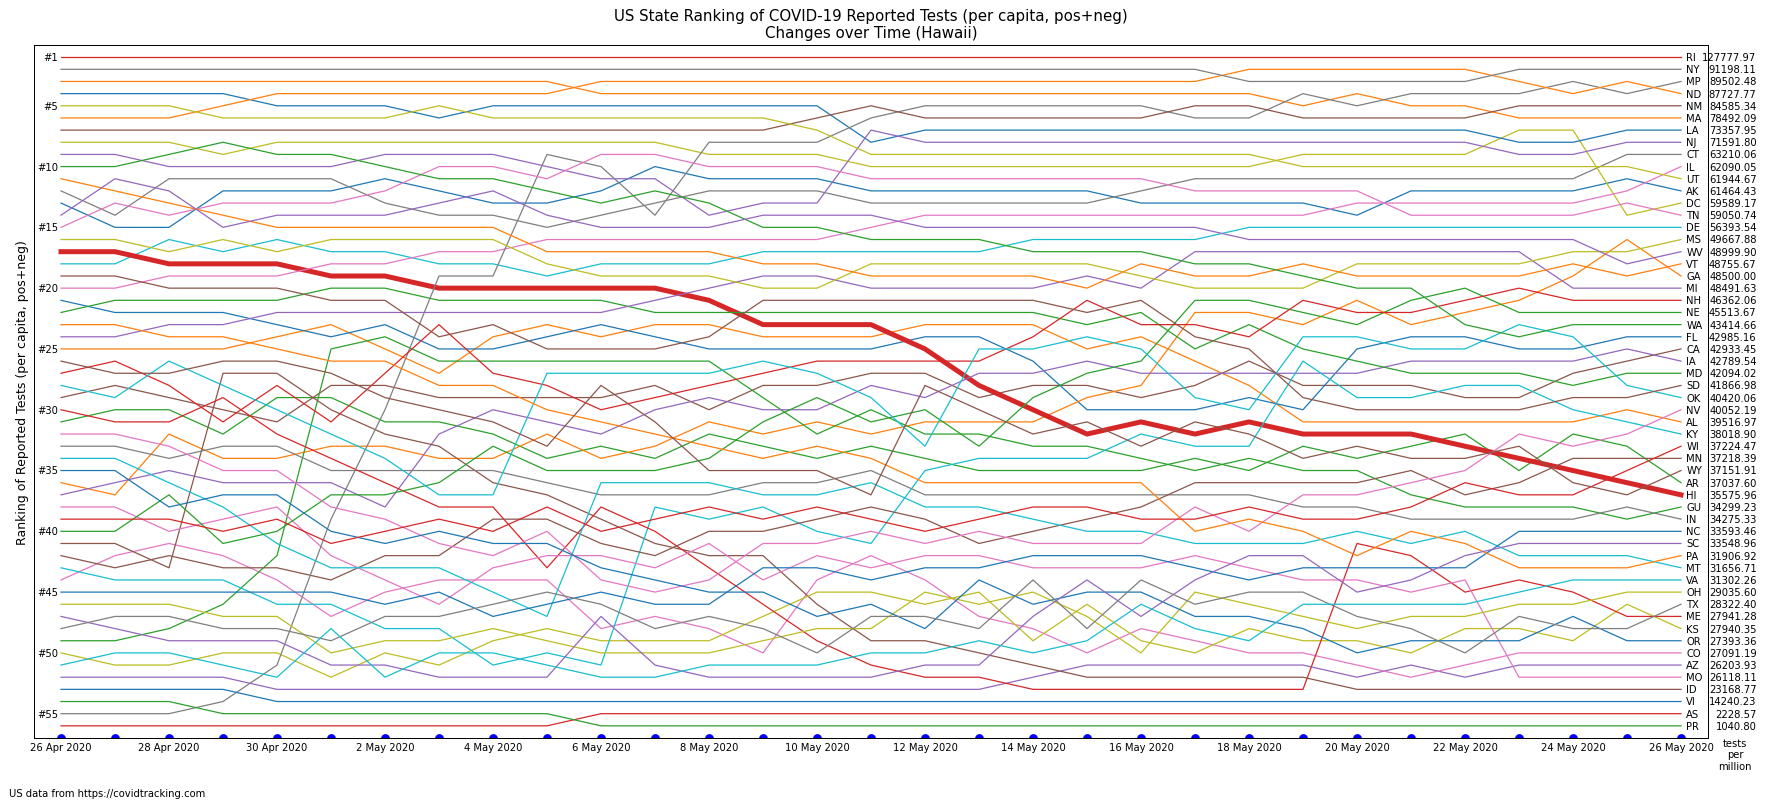 US State Ranking of COVID-19 Reported Tests (per capita, pos+neg)
Changes over Time (Hawaii)
Ranking of Reported Tests (per capita, pos+neg)
#1
#5
#10
#15
#20
#25
#30
#35
#40
#45
#50
#55
RI 127777.97
NY 91198.11
MP 89502.48
ND 87727.77
NM 84585.34
MA 78492.09
LA 73357.95
NJ 71591.80
CT 63210.06
IL 62090.05
UT 61944.67
AK 61464.43
DC 59589.17
TN 59050.74
DE 56393.54
MS 49667.88
WV 48999.90
VT 48755.67
GA 48500.00
MI 48491.63
NH 46362.06
NE 45513.67
WA 43414.66
FL 42985.16
CA 42933.45
IA 42789.54
MD 42094.02
SD 41866.98
OK 40420.06
NV 40052.19
AL 39516.97
KY 38018.90
WI 37224.47
MN 37218.39
WY 37151.91
AR 37037.60
HI 35575.96
GU 34299.23
IN 34275.33
NC 33593.46
SC 33548.96
PA 31906.92
MT 31656.71
VA 31302.26
OH 29035.60
TX 28322.40
ME 27941.28
KS 27940.35
OR 27393.36
CO 27091.19
AZ 26203.93
MO 26118.11
ID 23168.77
VI 14240.23
AS 2228.57
PR 1040.80
26 Apr 2020 28 Apr 2020 30 Apr 2020 2 May 2020 4 May 2020 6 May 2020 8 May 2020 10 May 2020 12 May 2020 14 May 2020 16 May 2020 18 May 2020 20 May 2020 22 May 2020 24 May 2020 26 May 2020
tests
per
million
US data from https://covidtracking.com